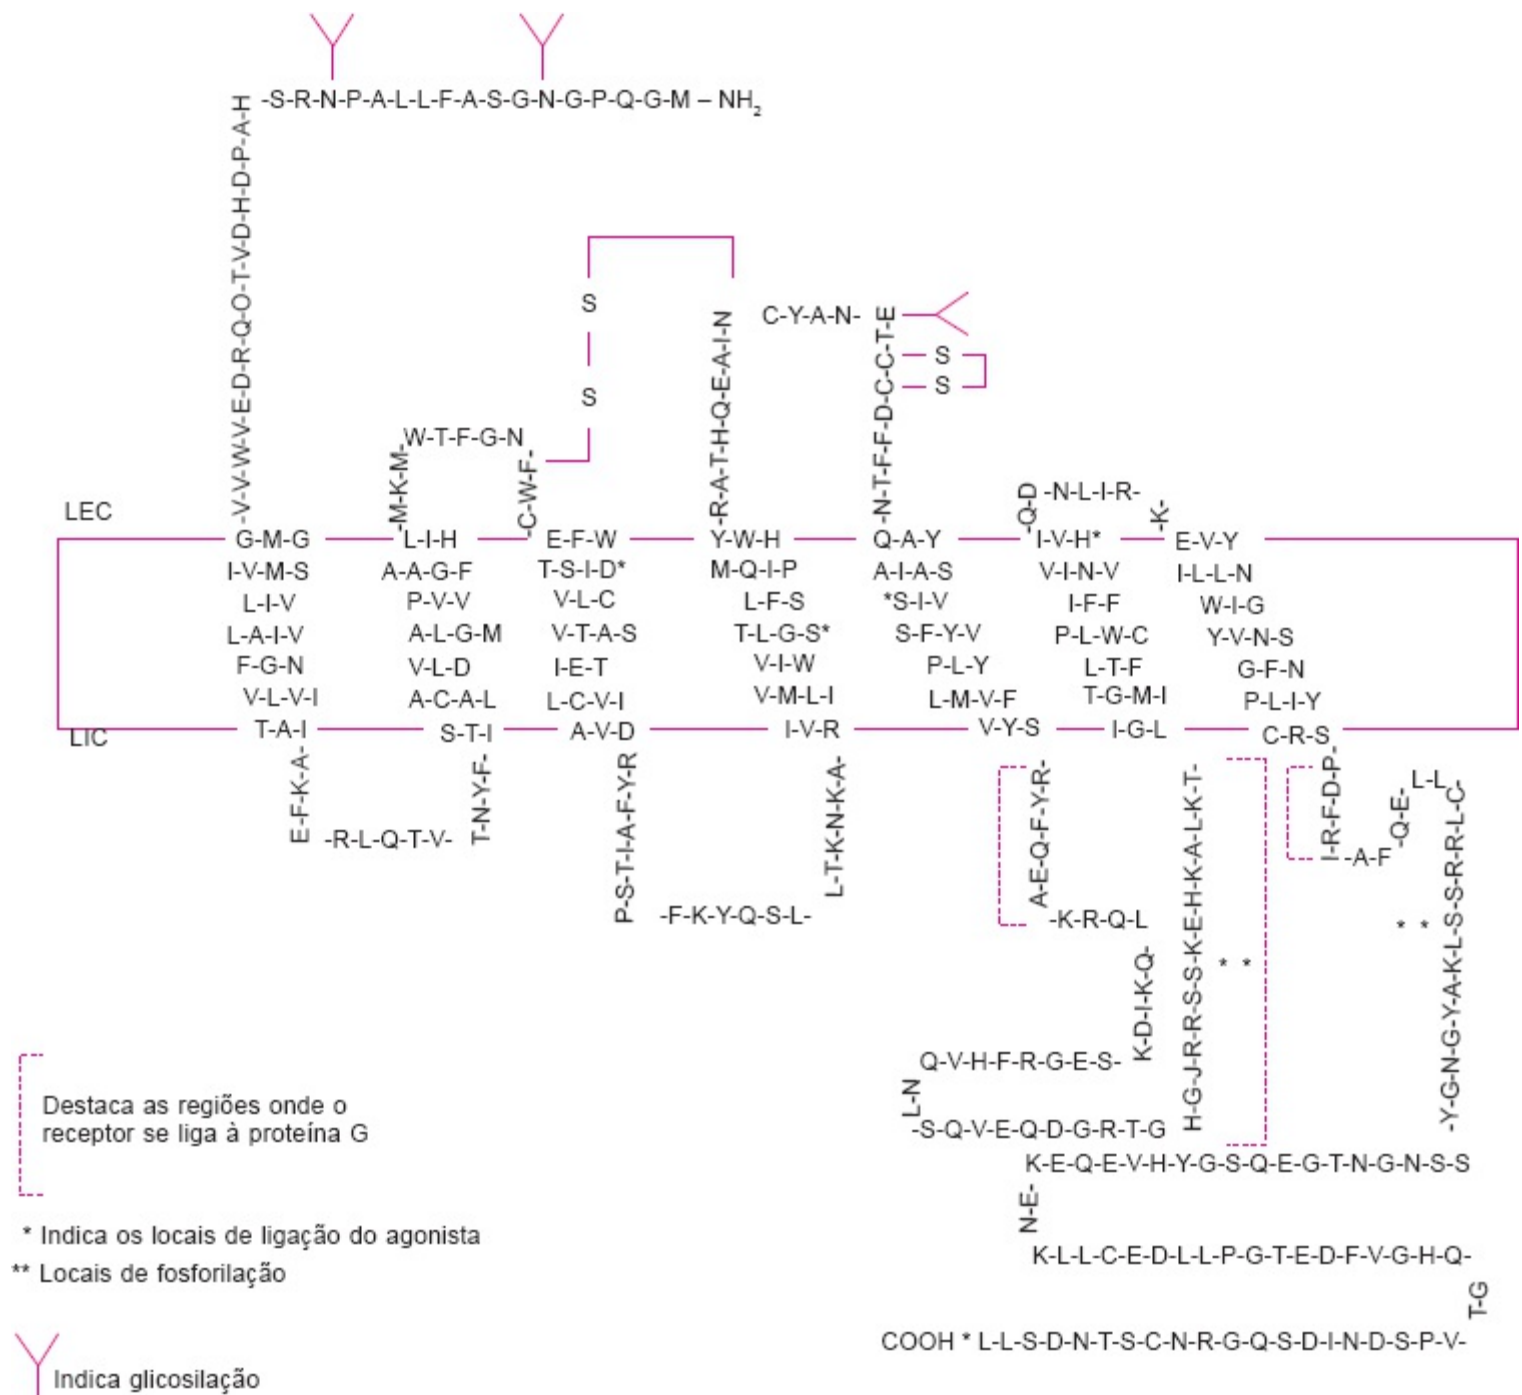 -S-R-N-P-A-L-L-F-A-S-G-N-G-P-Q-G-M – NH2
-V-V-W-V-E-D-R-Q-O-T-V-D-H-D-P-A-H
S
S
-R-A-T-H-Q-E-A-I-N
C-Y-A-N-
-N-T-F-F-D-C-C-T-E
S
S
-M-K-M-
W-T-F-G-N
-C-W-F-
-Q-D
-N-L-I-R-
-K-
LEC
G-M-G L-I-H E-F-W Y-W-H Q-A-Y I-V-H* E-V-Y
I-V-M-S A-A-G-F T-S-I-D* M-Q-I-P A-I-A-S V-I-N-V I-L-L-N
L-I-V P-V-V V-L-C L-F-S *S-I-V I-F-F W-I-G
L-A-I-V A-L-G-M V-T-A-S T-L-G-S* S-F-Y-V P-L-W-C Y-V-N-S
F-G-N V-L-D I-E-T V-I-W P-L-Y L-T-F G-F-N
V-L-V-I A-C-A-L L-C-V-I V-M-L-I L-M-V-F T-G-M-I P-L-I-Y
LIC
T-A-I S-T-I A-V-D I-V-R V-Y-S I-G-L C-R-S
E-F-K-A-
-R-L-Q-T-V-
T-N-Y-F-
P-S-T-I-A-F-Y-R
-F-K-Y-Q-S-L-
L-T-K-N-K-A-
A-E-Q-F-Y-R-
-K-R-Q-L
K-D-I-K-Q-
Q-V-H-F-R-G-E-S-
L-N
-S-Q-V-E-Q-D-G-R-T-G
H-G-J-R-R-S-S-K-E-H-K-A-L-K-T-
* *
I-R-F-D-P-
-A-F
-Q-E-
L-L
-Y-G-N-G-Y-A-K-L-S-S-R-R-L-C-
* *
K-E-Q-E-V-H-Y-G-S-Q-E-G-T-N-G-N-S-S
N-E-
K-L-L-C-E-D-L-L-P-G-T-E-D-F-V-G-H-Q-
T-G
COOH * L-L-S-D-N-T-S-C-N-R-G-Q-S-D-I-N-D-S-P-V-
Destaca as regiões onde o
receptor se liga à proteína G
* Indica os locais de ligação do agonista
** Locais de fosforilação
Indica glicosilação